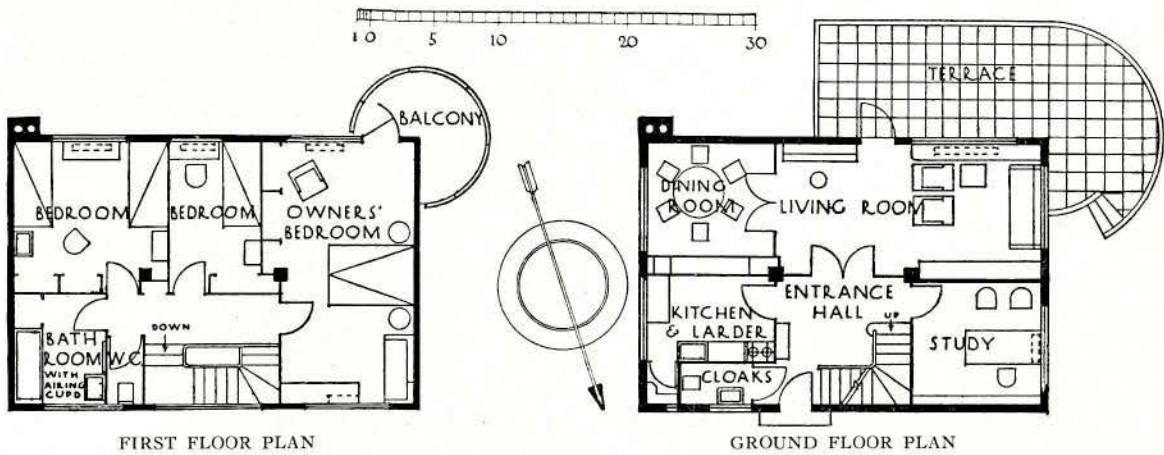 1 0 5 10 20 30
BALCONY
BEDROOM
BEDROOM
OWNERS'
BEDROOM
DOWN
BATH
ROOM
W.C
WITH
AIRING
CUPD
FIRST FLOOR PLAN
TERRACE
DINING
ROOM
LIVING ROOM
ENTRANCE
HALL
KITCHEN
& LARDER
UP
STUDY
CLOAKS
GROUND FLOOR PLAN